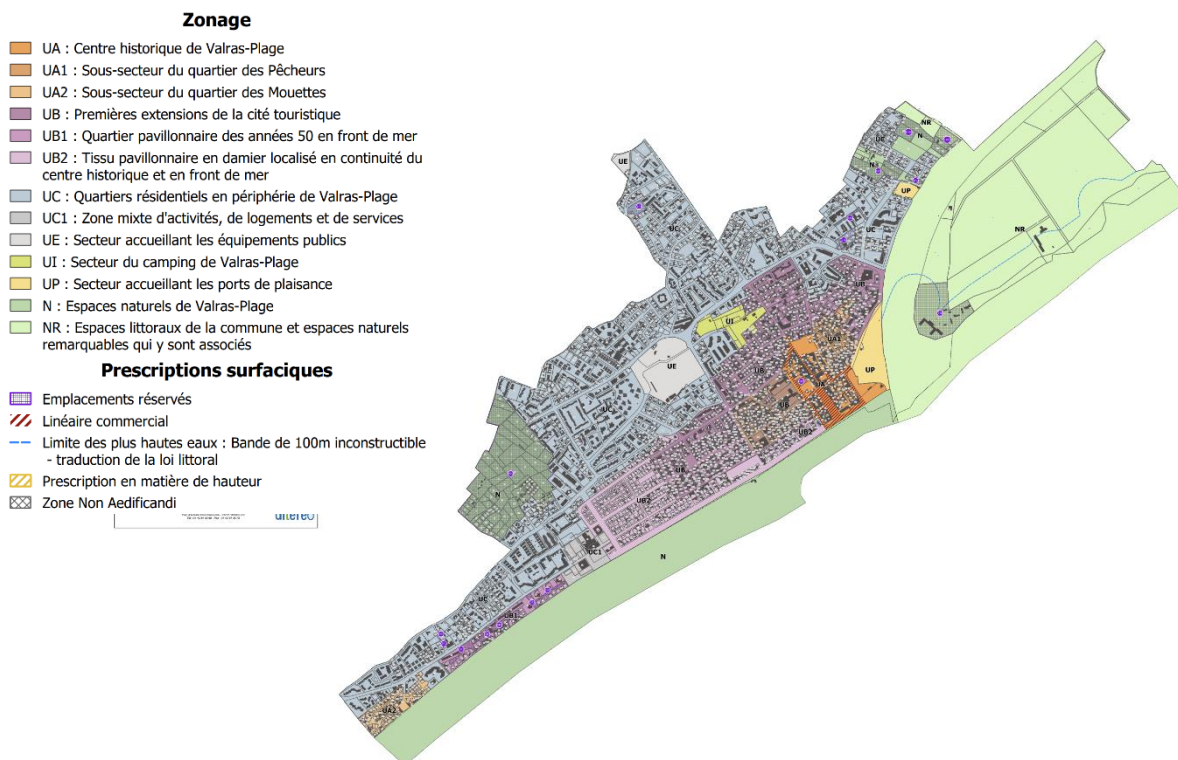 Zonage
UA : Centre historique de Valras-Plage
UA1 : Sous-secteur du quartier des Pêcheurs
UA2 : Sous-secteur du quartier des Mouettes
UB : Premières extensions de la cité touristique
UB1 : Quartier pavillonnaire des années 50 en front de mer
UB2 : Tissu pavillonnaire en damier localisé en continuité du
centre historique et en front de mer
UC : Quartiers résidentiels en périphérie de Valras-Plage
UC1 : Zone mixte d'activités, de logements et de services
UE : Secteur accueillant les équipements publics
UI : Secteur du camping de Valras-Plage
UP : Secteur accueillant les ports de plaisance
N : Espaces naturels de Valras-Plage
NR : Espaces littoraux de la commune et espaces naturels
remarquables qui y sont associés
Prescriptions surfaciques
Emplacements réservés
Linéaire commercial
Limite des plus hautes eaux : Bande de 100m inconstructible
- traduction de la loi littoral
Prescription en matière de hauteur
Zone Non Aedificandi
NR
UE
N
UE
N
UP
UC
UC
NR
UB
UI
UA1
UB
UE
UP
UA
UB
UC
UB2
UB
UB2
N
UC1
N
UC
UB1
UA2